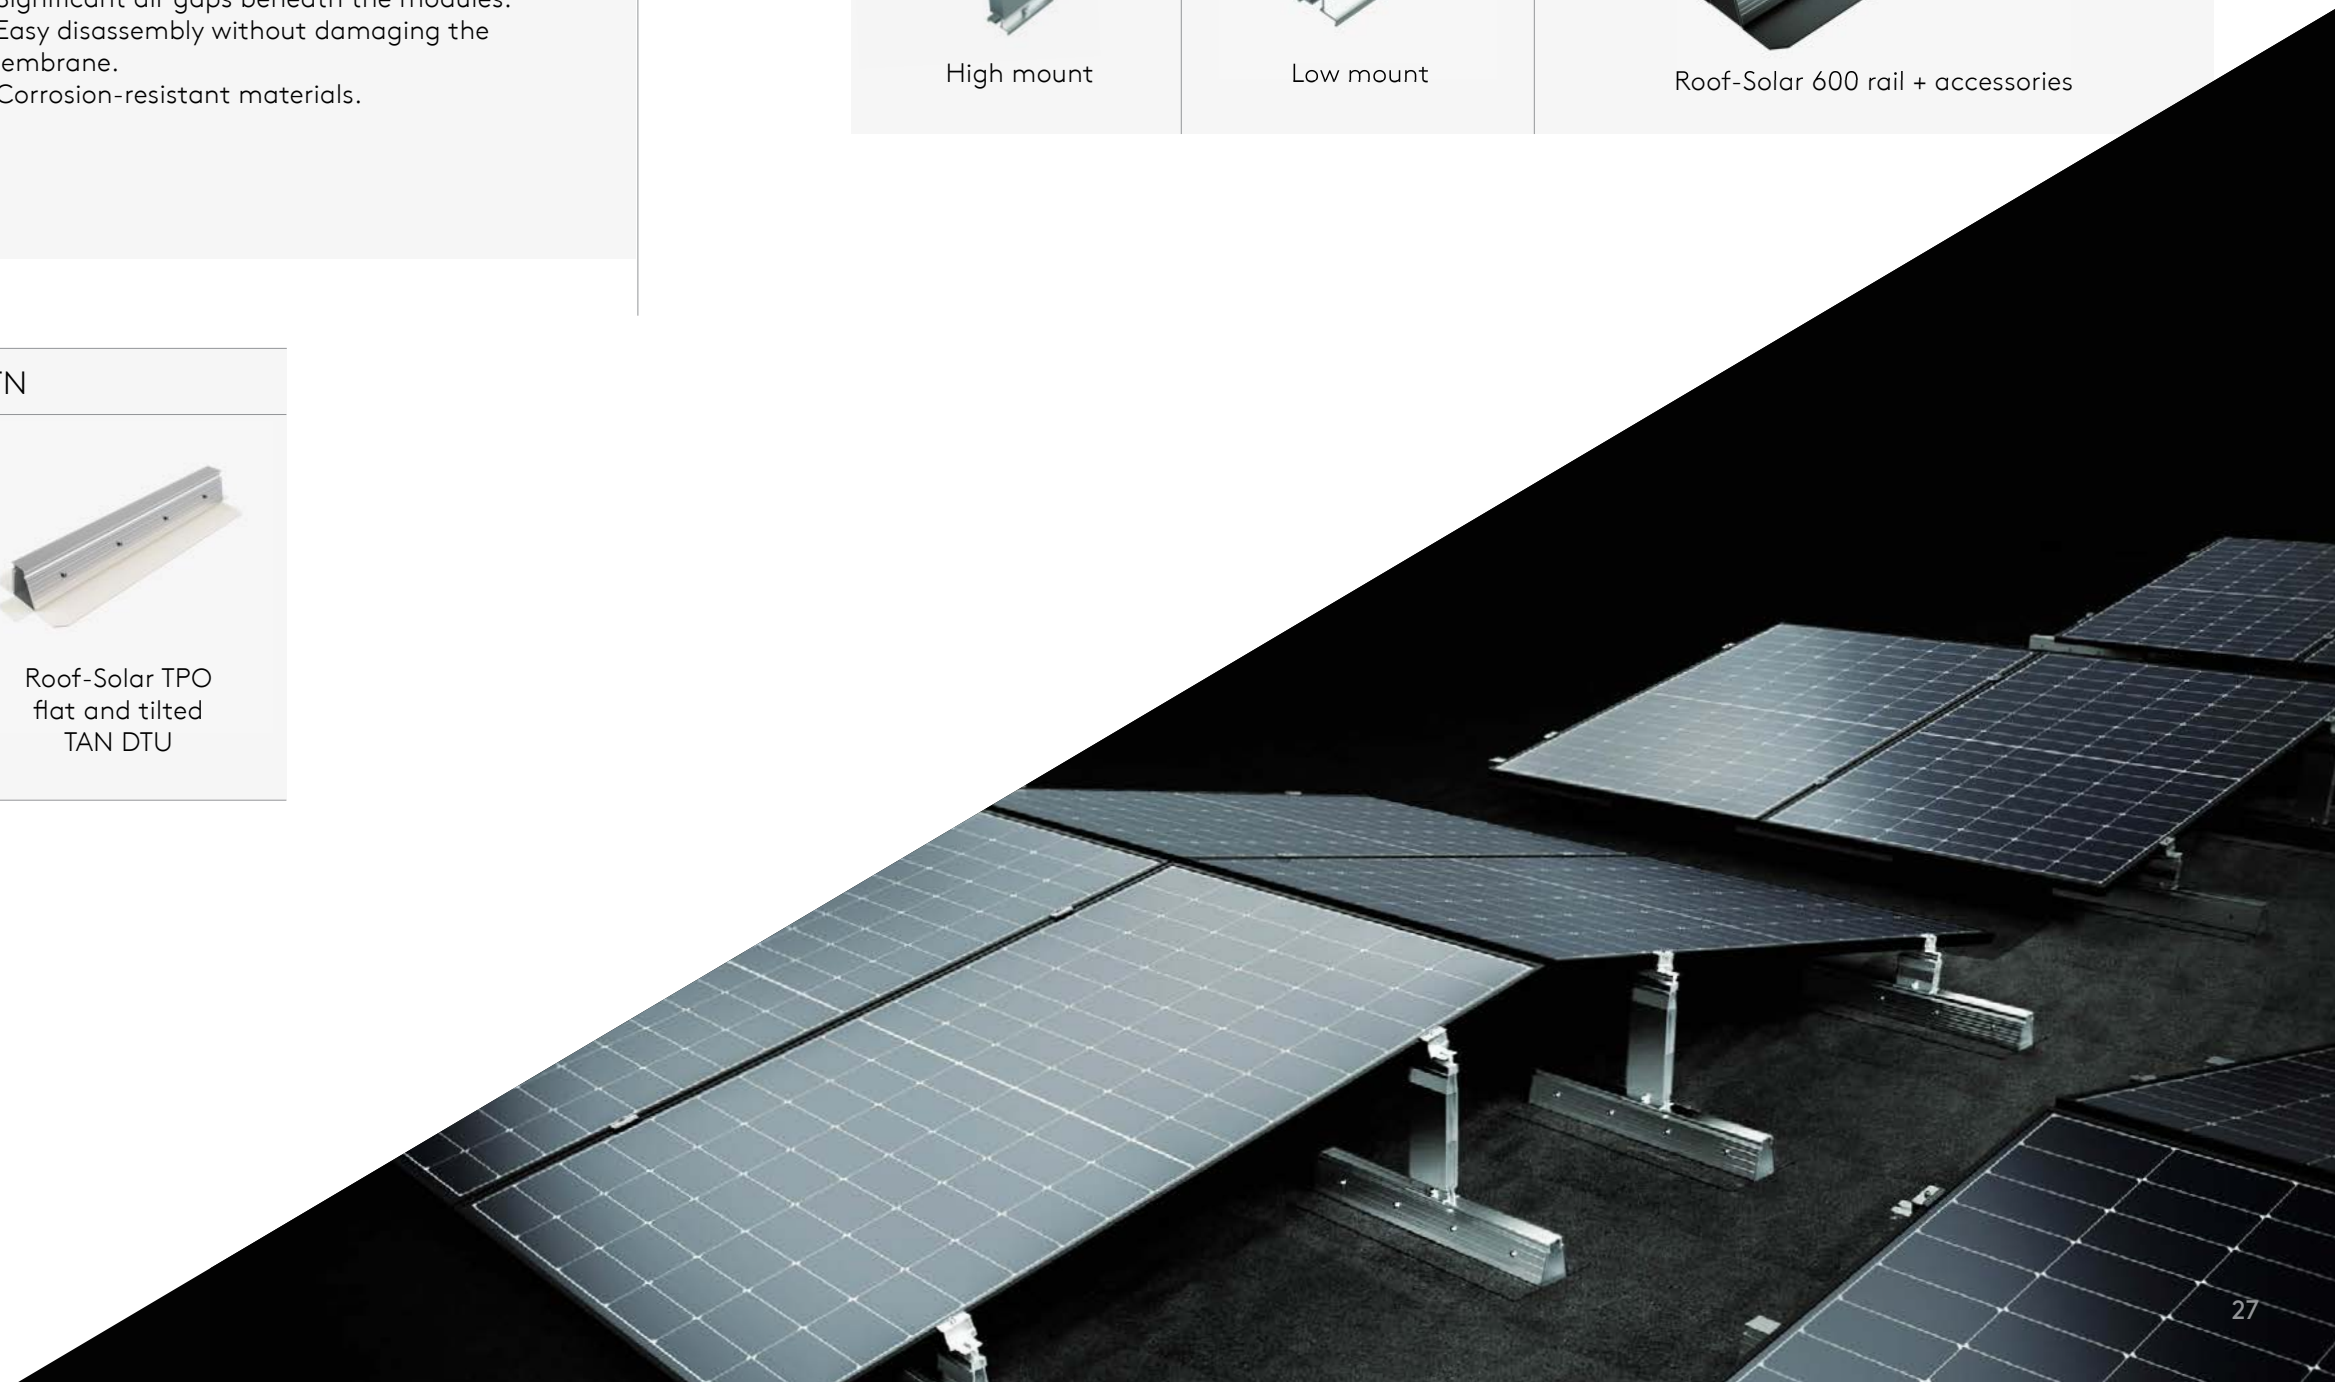 Significant air gaps beneath the modules.
Easy disassembly without damaging the
embrane.
Corrosion-resistant materials.
High mount
Low mount
Roof-Solar 600 rail + accessories
TN
Roof-Solar TPO
flat and tilted
TAN DTU
27